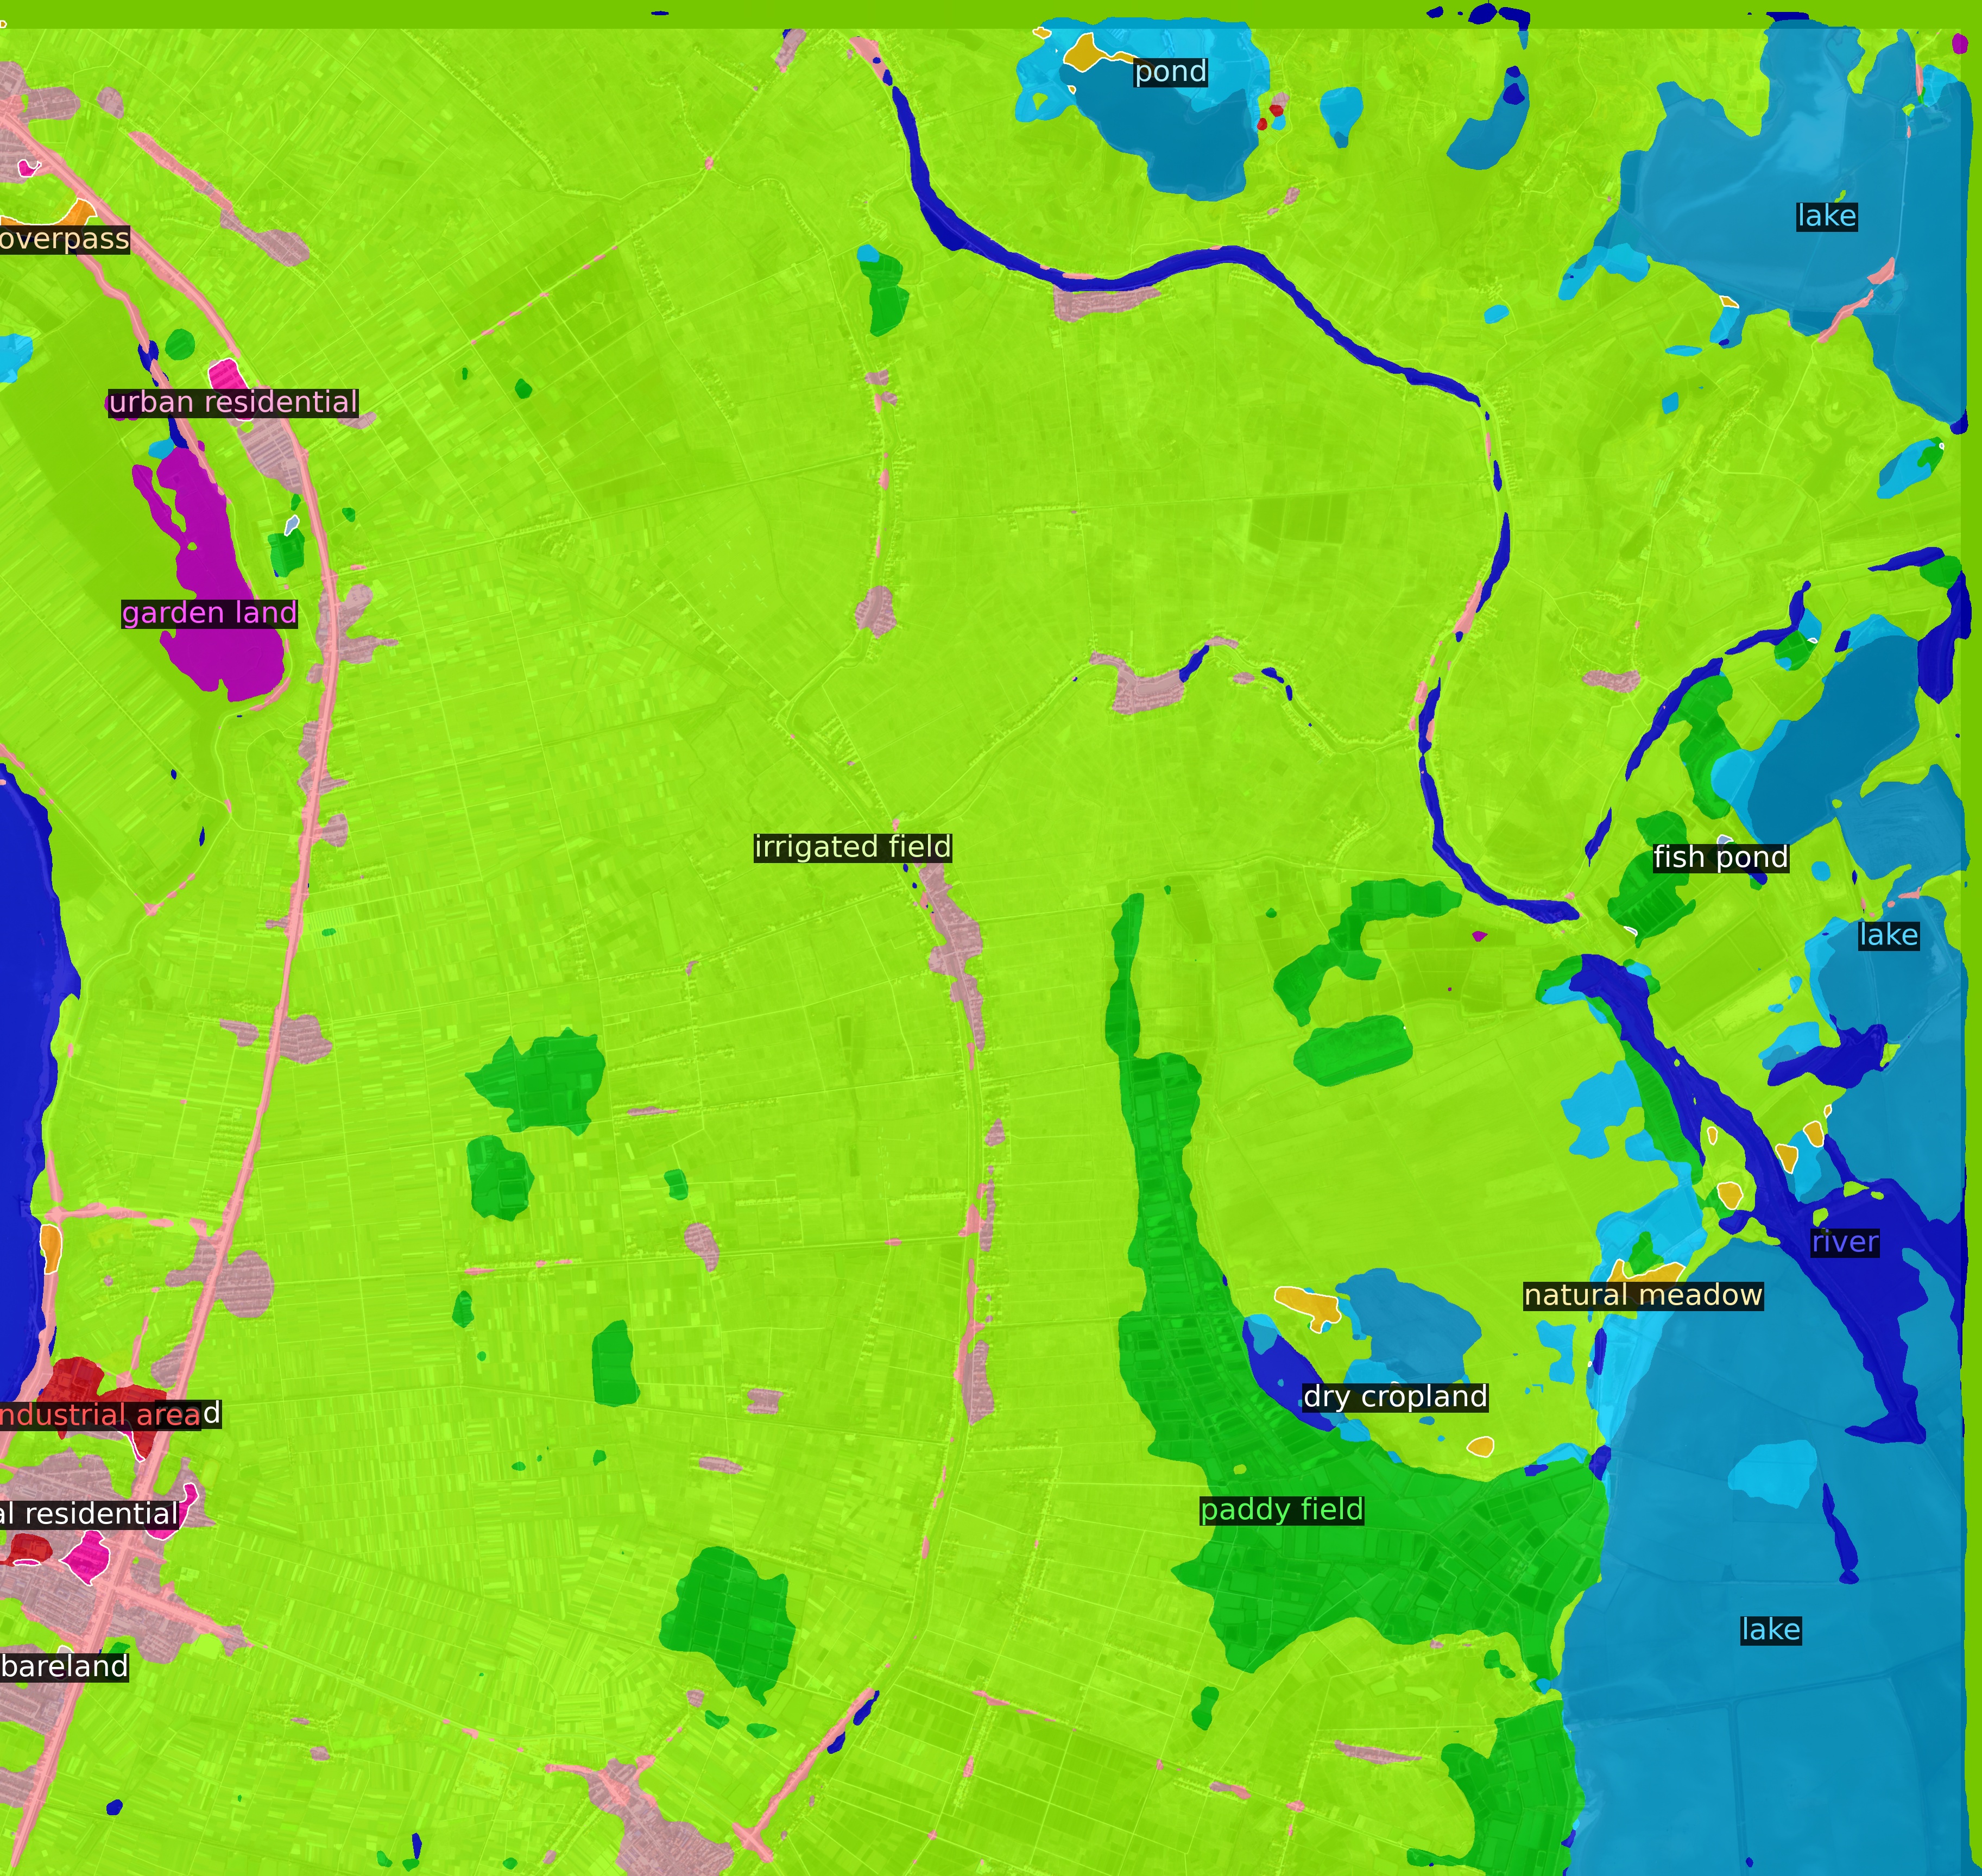 pond
lake
overpass
urban residential
garden land
irrigated field
fish pond
lake
river
natural meadow
dry cropland
ndustrial area
d
paddy field
al residential
lake
bareland